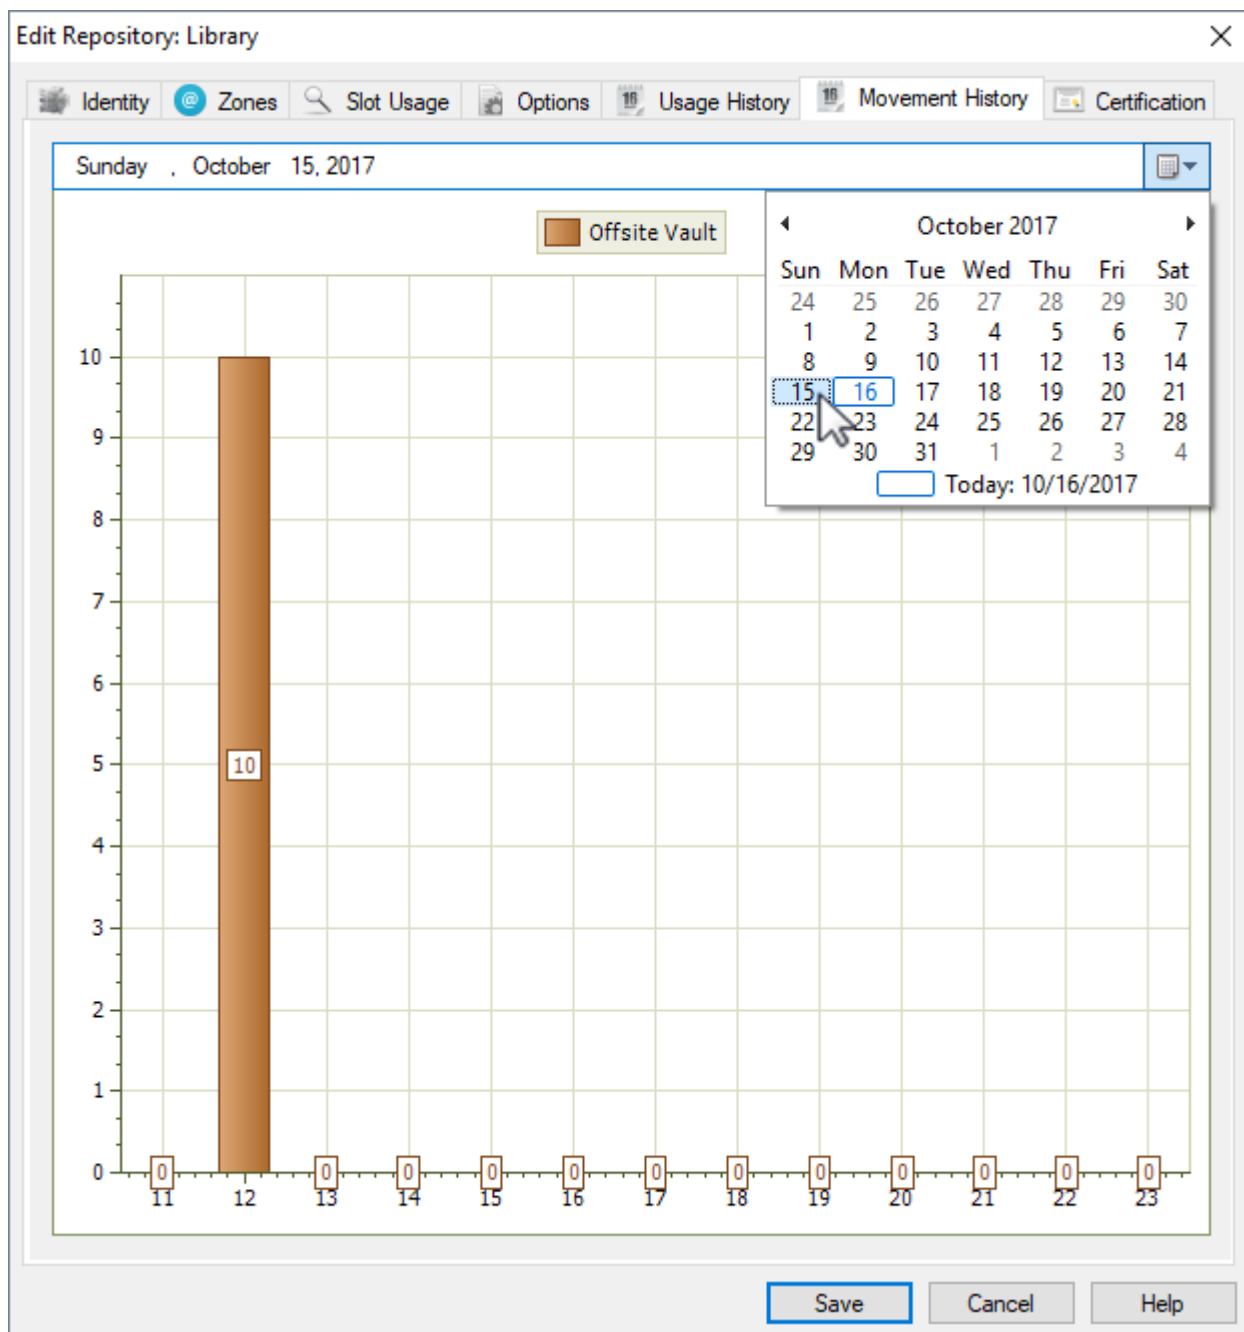 Edit Repository: Library
Identity Zones Slot Usage Options Usage History Movement History Certification
Sunday , October 15, 2017
Offsite Vault
October 2017
Sun Mon Tue Wed Thu Fri Sat
24 25 26 27 28 29 30
1 2 3 4 5 6 7
8 9 10 11 12 13 14
15 16 17 18 19 20 21
22 23 24 25 26 27 28
29 30 31 1 2 3 4
Today: 10/16/2017
10
9
8
7
6
5
10
4
3
2
1
0
0 0 0 0 0 0 0 0 0 0 0 0
11 12 13 14 15 16 17 18 19 20 21 22 23
Save Cancel Help